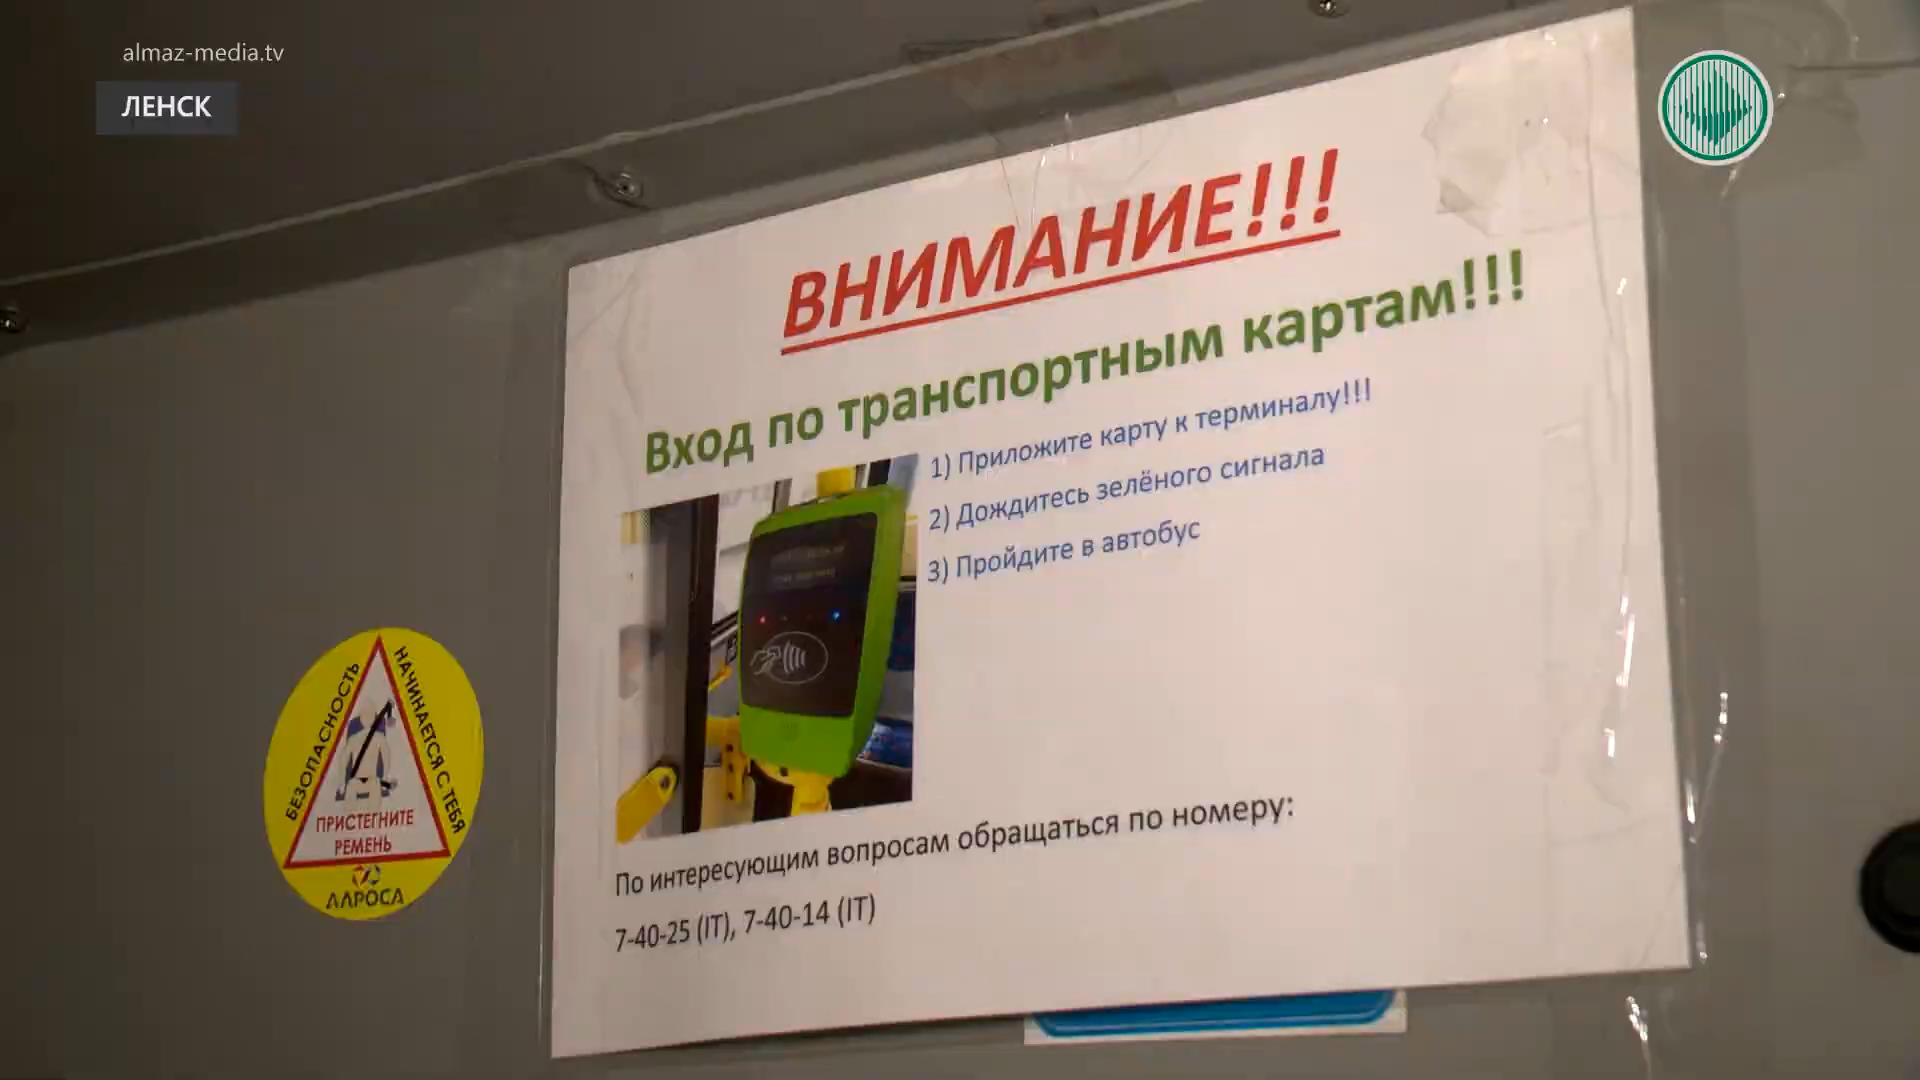 almaz-media.tv
ЛЕНСК
ВНИМАНИЕ!!!
Вход по транспортным картам!!!
1) Приложите карту к терминалу!!!
2) Дождитесь зелёного сигнала
3) Пройдите в автобус
По интересующим вопросам обращаться по номеру:
7-40-25 (IT), 7-40-14 (IT)
БЕЗОПАСНОСТЬ НАЧИНАЕТСЯ С ТЕБЯ
ПРИСТЕГНИТЕ
РЕМЕНЬ
АЛРОСА